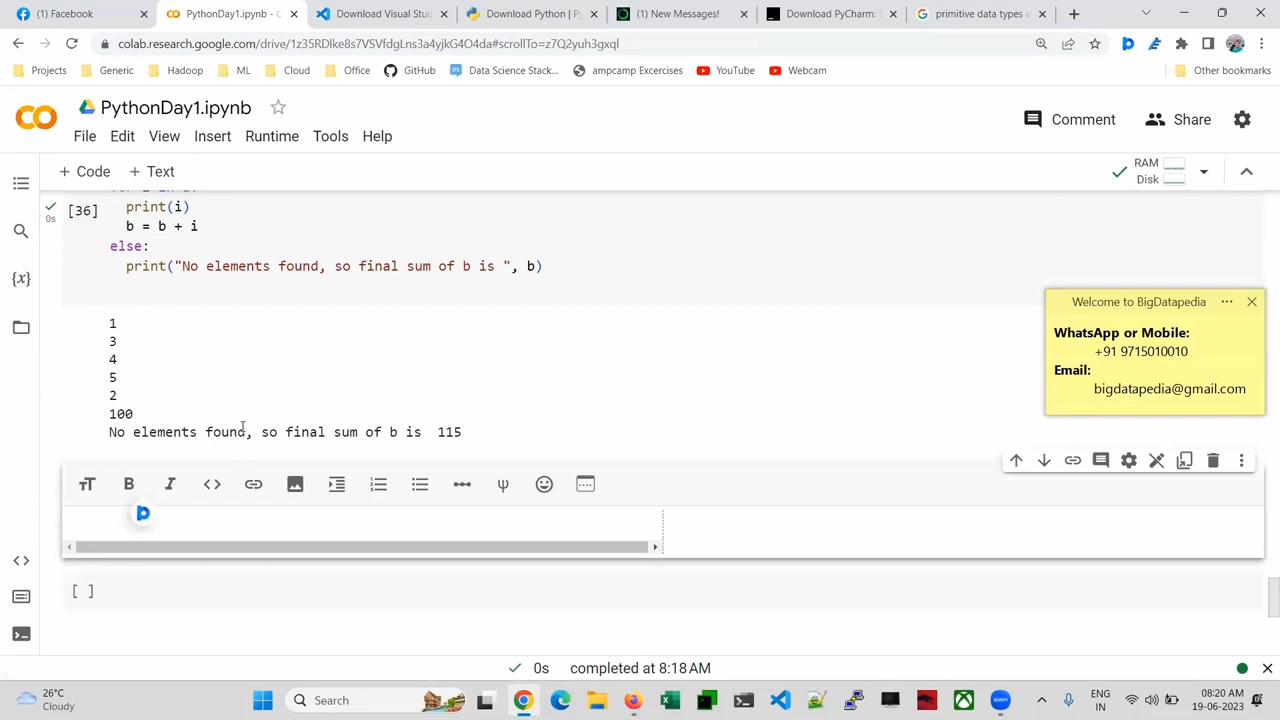 (1) Facebook
PythonDay1.ipynb - C
Download Visual Stud
Download Python | Py
(1) New Messages!
Download PyCharm
primitive data types i
colab.research.google.com/drive/1z35RDlke8s7VSVfdgLns3a4yjkG4O4da#scrollTo=z7Q2yuh3gxql
Projects
Generic
Hadoop
ML
Cloud
Office
GitHub
Data Science Stack...
ampcamp Excercises
YouTube
Webcam
Other bookmarks
PythonDay1.ipynb
Comment
Share
File Edit View Insert Runtime Tools Help
+ Code + Text
RAM
Disk
[36]
0s
print(i)
b = b + i
else:
print("No elements found, so final sum of b is ", b)
1
3
4
5
2
100
No elements found, so final sum of b is 115
Welcome to BigDatapedia
WhatsApp or Mobile:
+91 9715010010
Email:
bigdatapedia@gmail.com
[ ]
0s completed at 8:18 AM
26°C
Cloudy
Search
ENG
IN
08:20 AM
19-06-2023